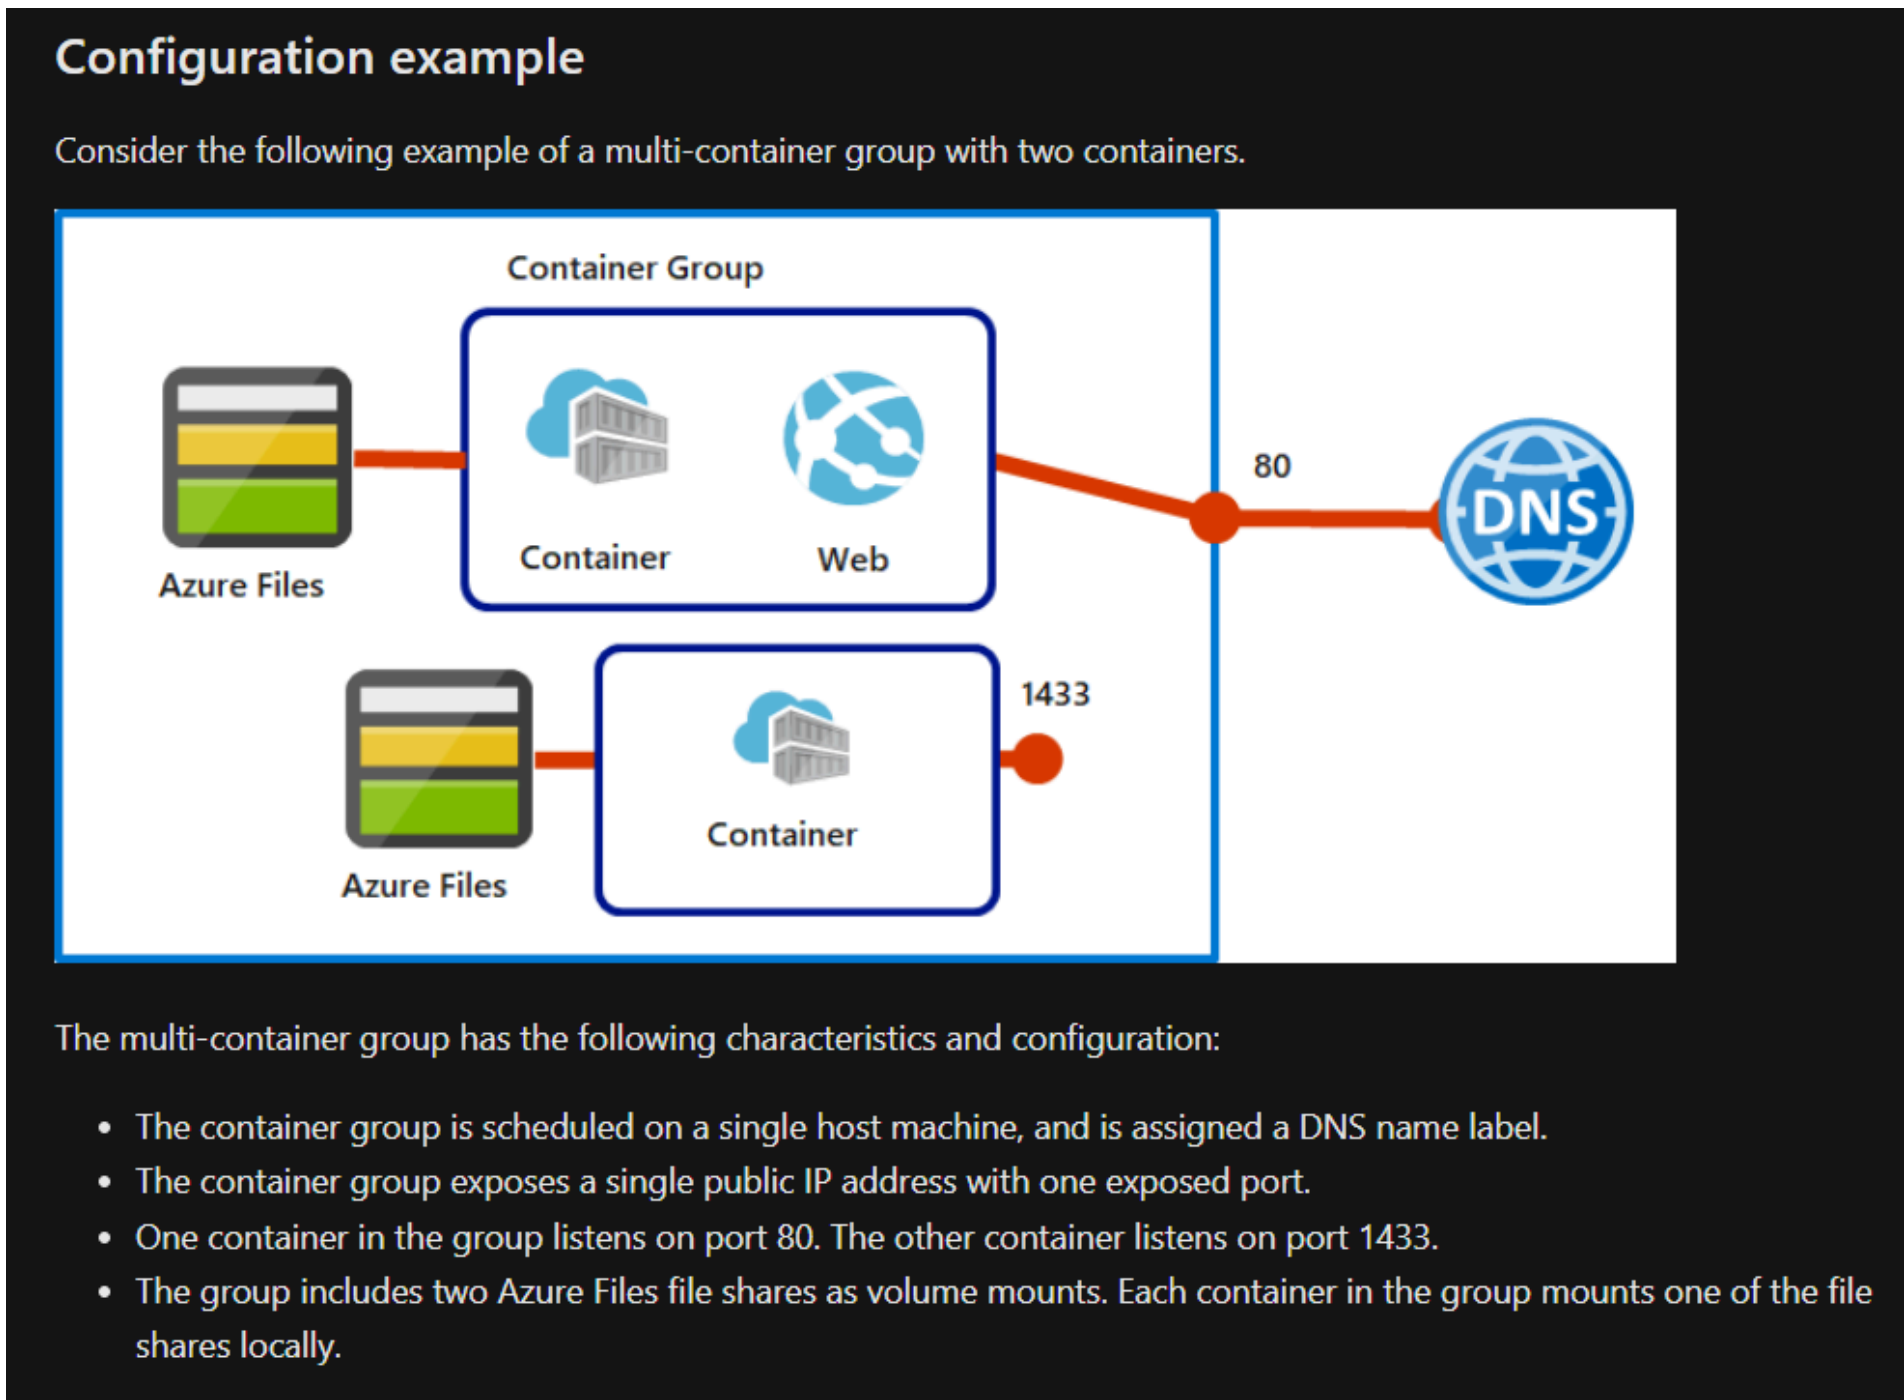 Configuration example
Consider the following example of a multi-container group with two containers.
Container Group
Container
Web
Azure Files
80
DNS
1433
Container
Azure Files
The multi-container group has the following characteristics and configuration:
• The container group is scheduled on a single host machine, and is assigned a DNS name label.
• The container group exposes a single public IP address with one exposed port.
• One container in the group listens on port 80. The other container listens on port 1433.
• The group includes two Azure Files file shares as volume mounts. Each container in the group mounts one of the file
shares locally.